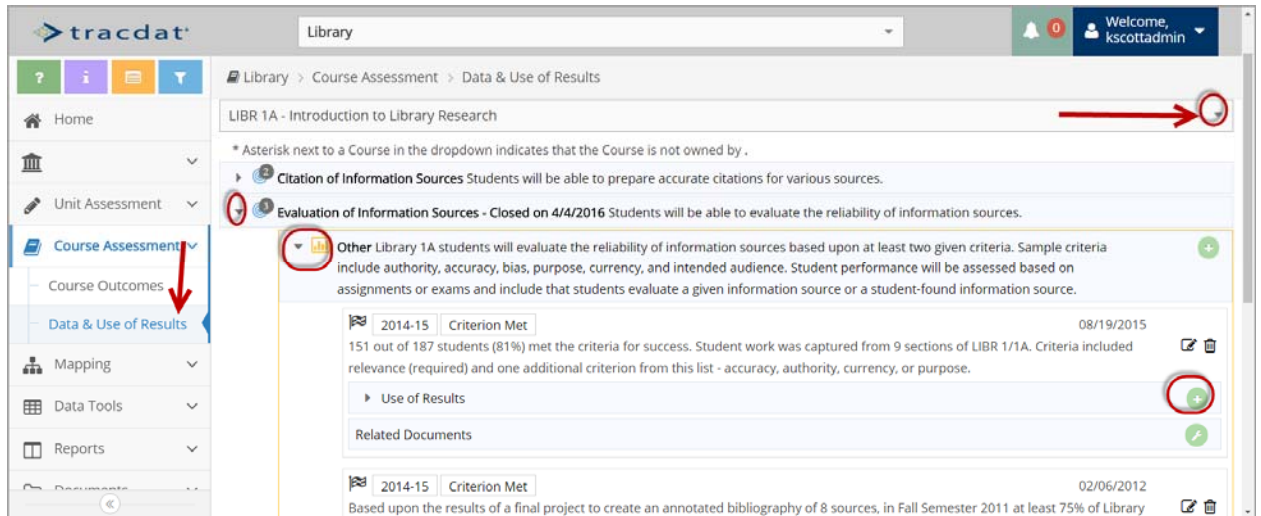 tracdat
Library
0
Welcome,
kscottadmin
? i
Library > Course Assessment > Data & Use of Results
Home
LIBR 1A - Introduction to Library Research
* Asterisk next to a Course in the dropdown indicates that the Course is not owned by .
2
Citation of Information Sources Students will be able to prepare accurate citations for various sources.
Unit Assessment
3
Evaluation of Information Sources - Closed on 4/4/2016 Students will be able to evaluate the reliability of information sources.
Course Assessment
Course Outcomes
Data & Use of Results
Mapping
Data Tools
Reports
Documents
Other Library 1A students will evaluate the reliability of information sources based upon at least two given criteria. Sample criteria
include authority, accuracy, bias, purpose, currency, and intended audience. Student performance will be assessed based on
assignments or exams and include that students evaluate a given information source or a student-found information source.
2014-15 Criterion Met 08/19/2015
151 out of 187 students (81%) met the criteria for success. Student work was captured from 9 sections of LIBR 1/1A. Criteria included
relevance (required) and one additional criterion from this list - accuracy, authority, currency, or purpose.
Use of Results
Related Documents
2014-15 Criterion Met 02/06/2012
Based upon the results of a final project to create an annotated bibliography of 8 sources, in Fall Semester 2011 at least 75% of Library